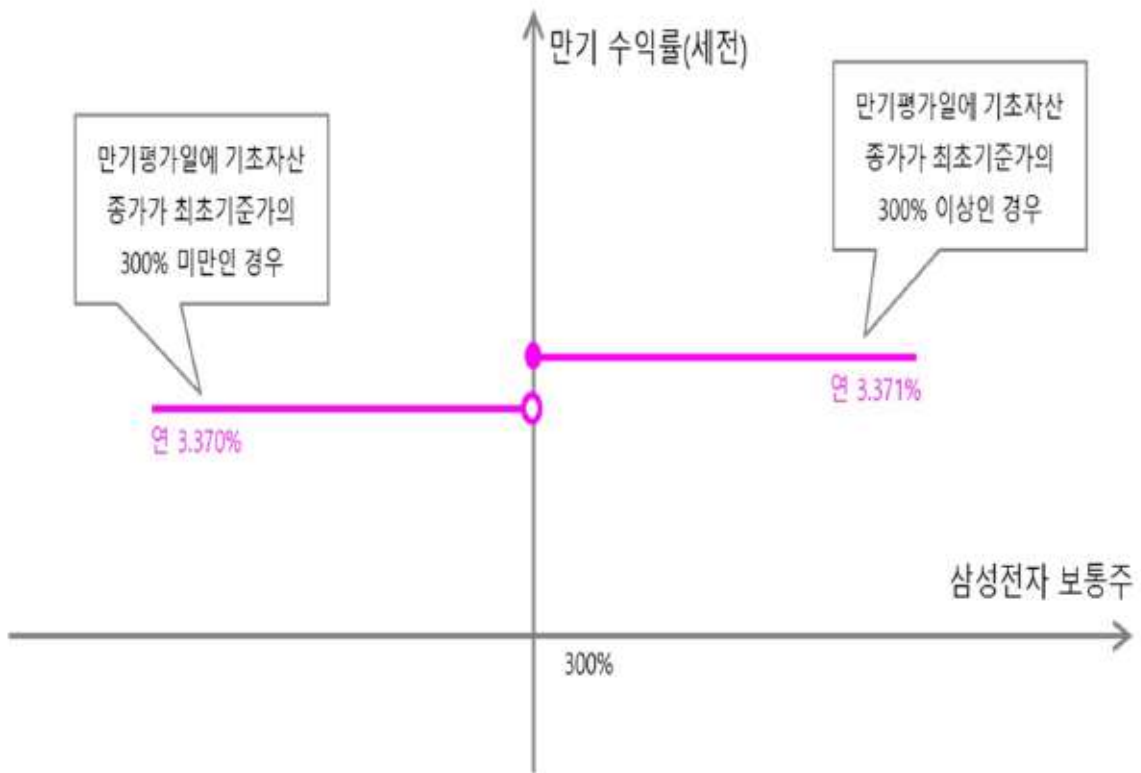 만기 수익률(세전)
만기평가일에 기초자산
종가가 최초기준가의
300% 미만인 경우
만기평가일에 기초자산
종가가 최초기준가의
300% 이상인 경우
연 3.370%
연 3.371%
삼성전자 보통주
300%